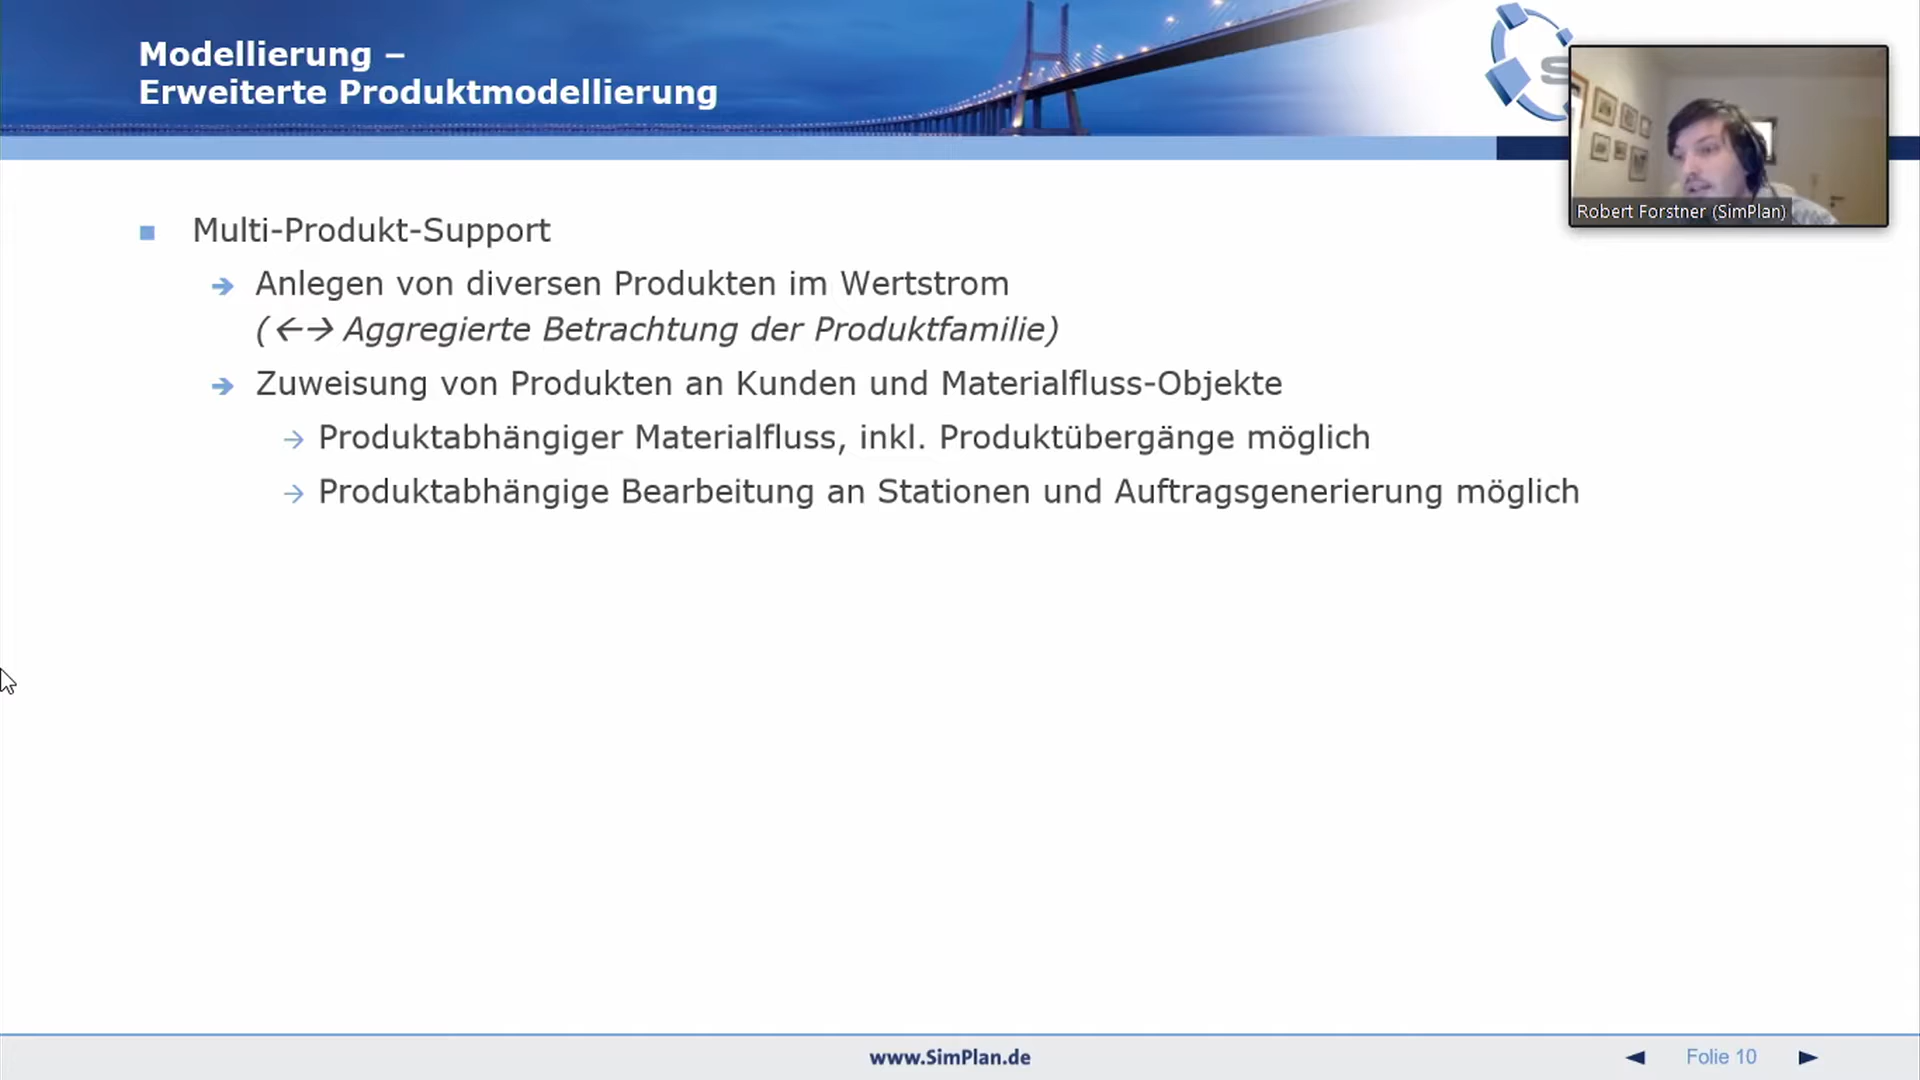 Modellierung –
Erweiterte Produktmodellierung
S
Robert Forstner (SimPlan)
Multi-Produkt-Support
Anlegen von diversen Produkten im Wertstrom
(←→ Aggregierte Betrachtung der Produktfamilie)
Zuweisung von Produkten an Kunden und Materialfluss-Objekte
Produktabhängiger Materialfluss, inkl. Produktübergänge möglich
Produktabhängige Bearbeitung an Stationen und Auftragsgenerierung möglich
www.SimPlan.de
Folie 10